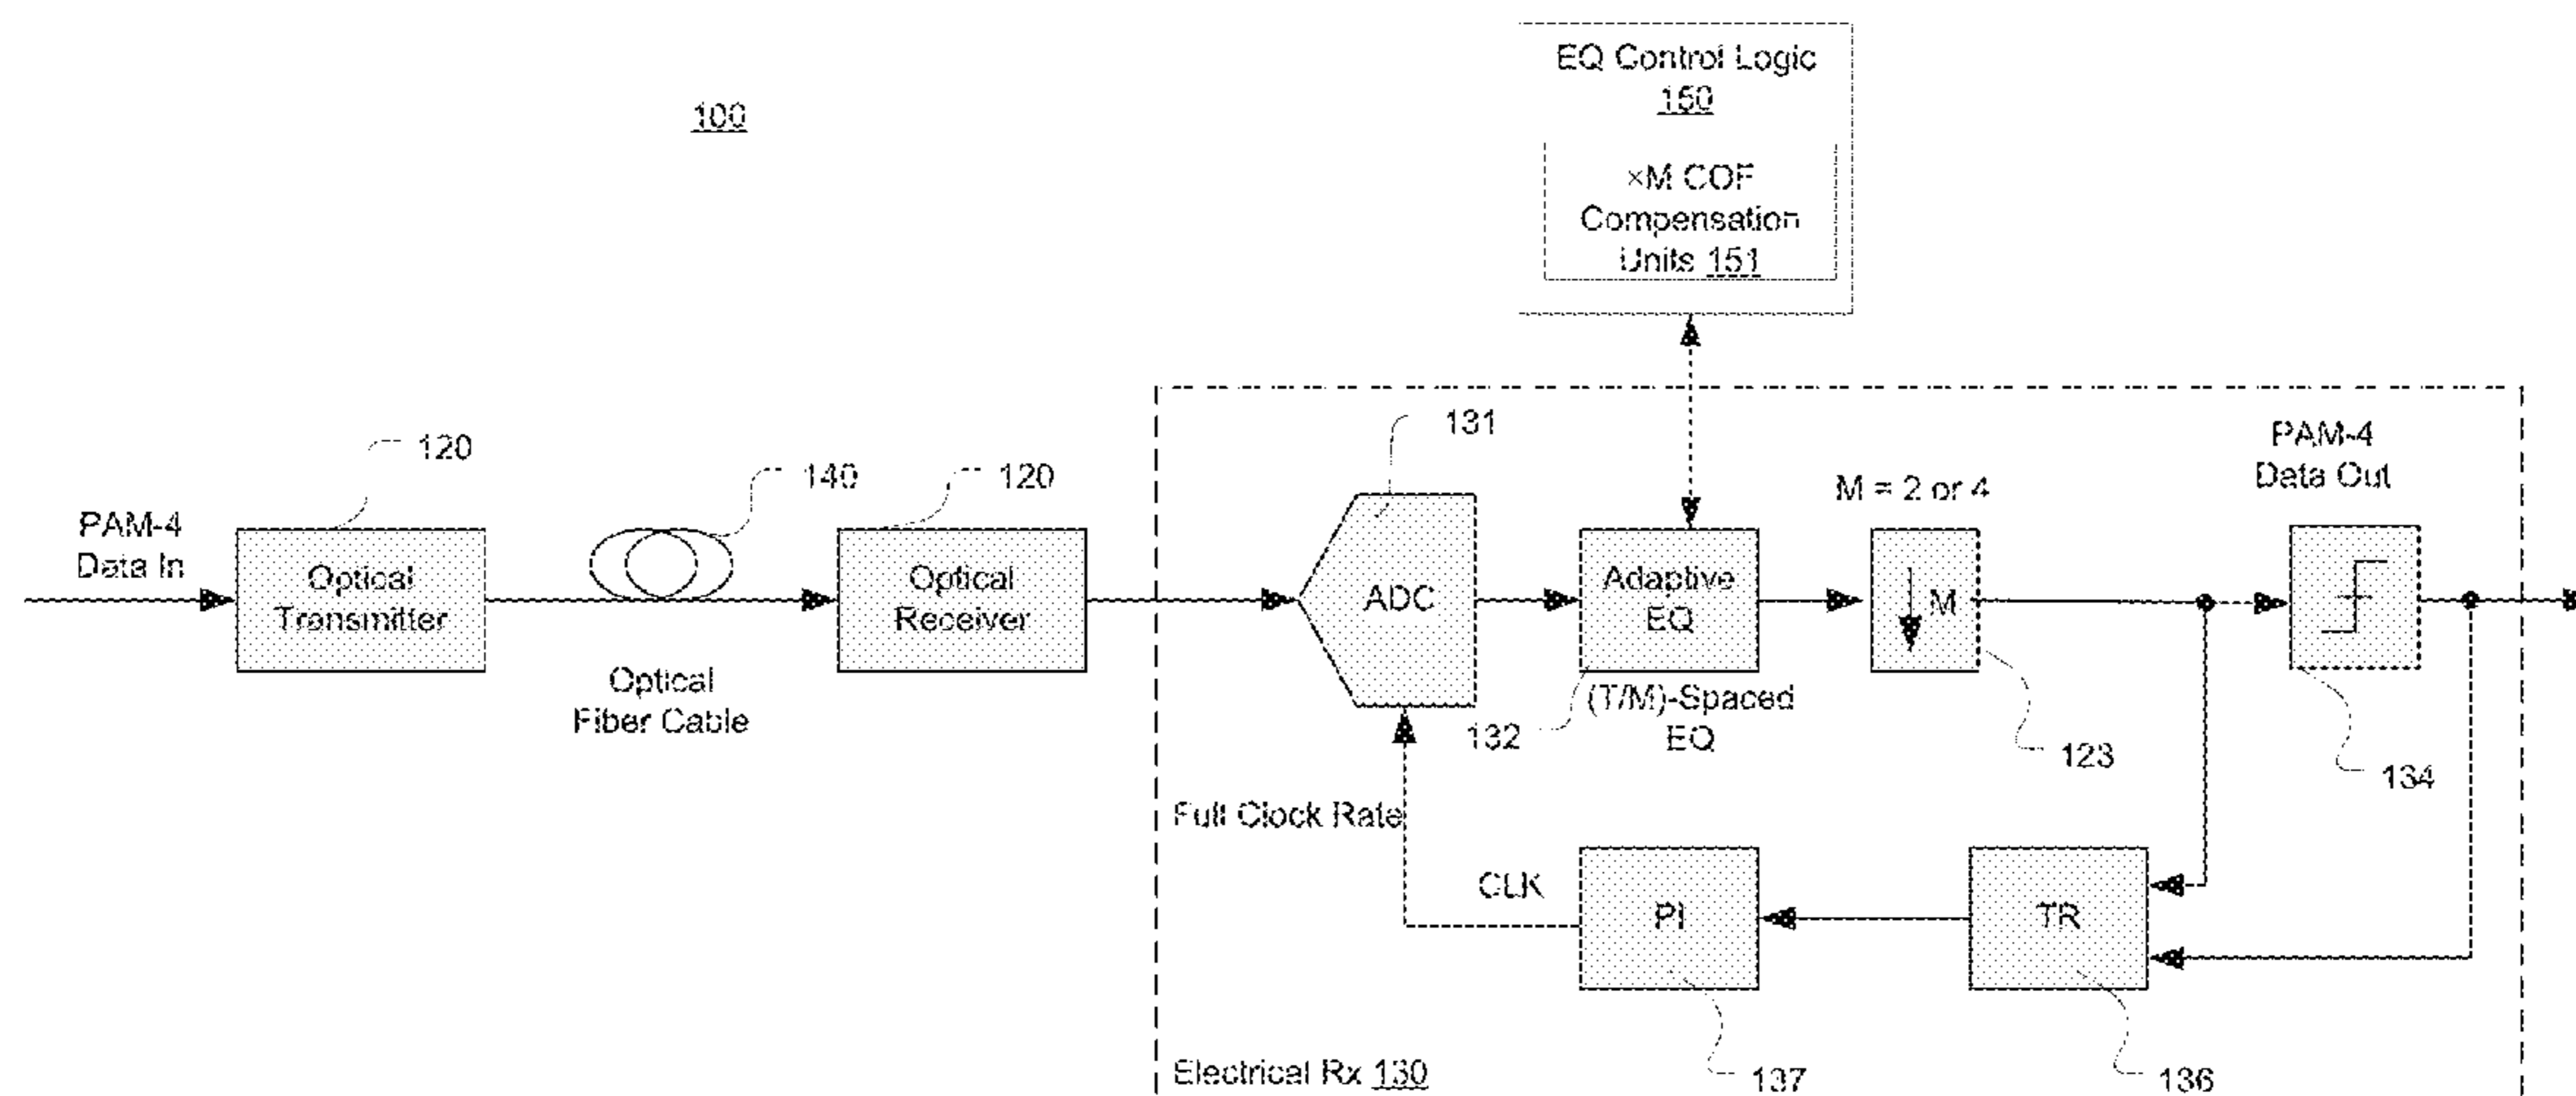 100
EQ Control Logic
150
×M COF
Compensation
Units 151
PAM-4
Data In
120
Optical
Transmitter
140
Optical
Fiber Cable
120
Optical
Receiver
131
ADC
Adaptive
EQ
132
(T/M)-Spaced
EQ
M = 2 or 4
M
123
PAM-4
Data Out
134
Full Clock Rate
CLK
PI
137
TR
136
Electrical Rx 130